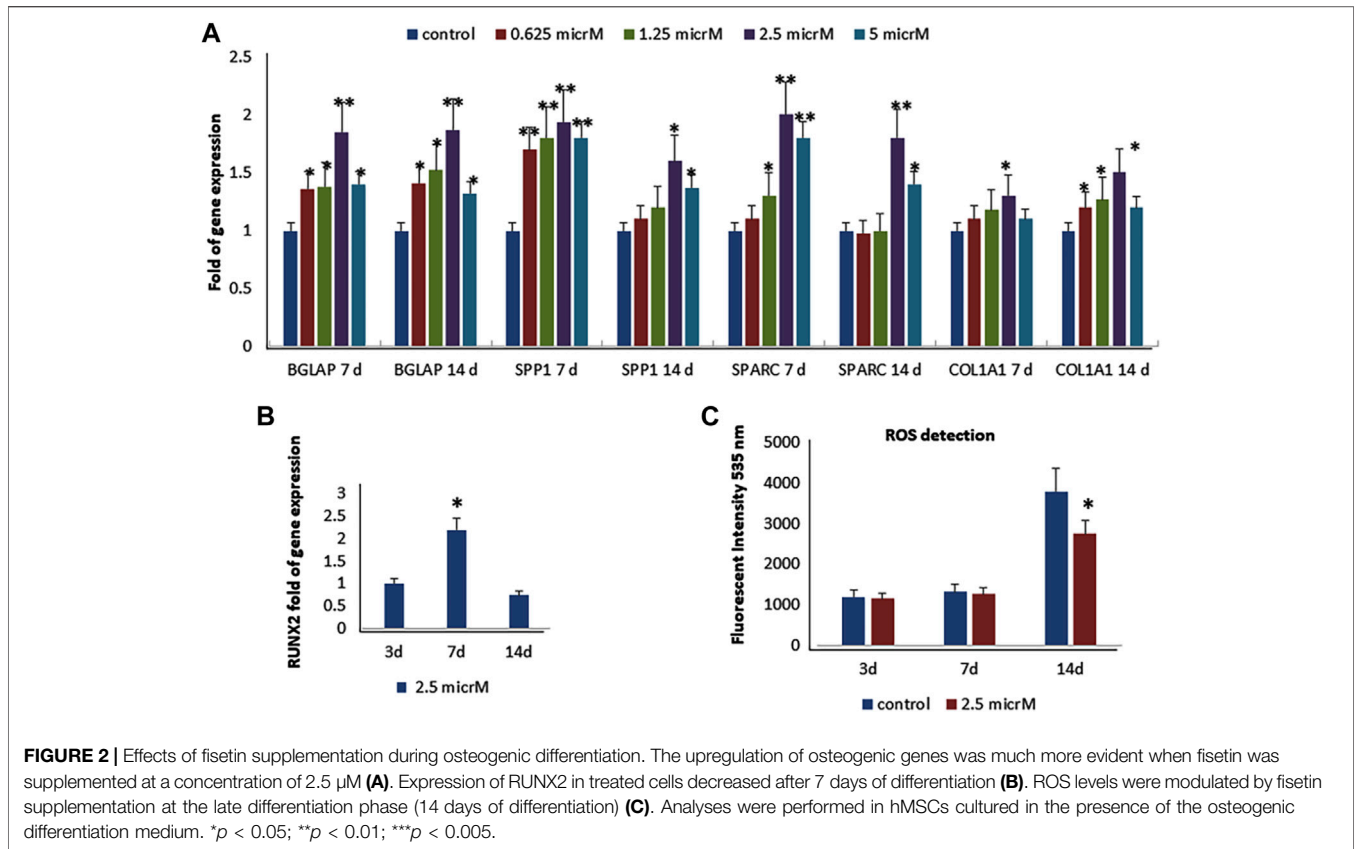 A
control 0.625 micrM 1.25 micrM 2.5 micrM 5 micrM
Fold of gene expression
2.5
2
1.5
1
0.5
0
** ** ** ** ** ** ** ** **
* * * * * * * * * * * * * *
BGLAP 7 d BGLAP 14 d SPP1 7 d SPP1 14 d SPARC 7 d SPARC 14 d COL1A1 7 d COL1A1 14 d
B
RUNX2 fold of gene expression
3
2.5
2
1.5
1
0.5
0
*
3d 7d 14d
2.5 micrM
C
ROS detection
Fluorescent Intensity 535 nm
5000
4000
3000
2000
1000
0
*
3d 7d 14d
control 2.5 micrM
FIGURE 2 | Effects of fisetin supplementation during osteogenic differentiation. The upregulation of osteogenic genes was much more evident when fisetin was
supplemented at a concentration of 2.5 µM (A). Expression of RUNX2 in treated cells decreased after 7 days of differentiation (B). ROS levels were modulated by fisetin
supplementation at the late differentiation phase (14 days of differentiation) (C). Analyses were performed in hMSCs cultured in the presence of the osteogenic
differentiation medium. *p < 0.05; **p < 0.01; ***p < 0.005.